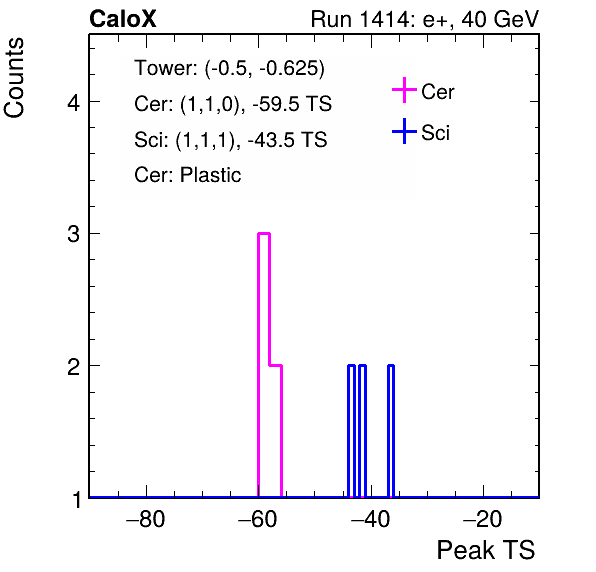 CaloX Run 1414: e+, 40 GeV
Counts
Tower: (-0.5, -0.625)
Cer: (1,1,0), -59.5 TS
Sci: (1,1,1), -43.5 TS
Cer: Plastic
Cer
Sci
4
3
2
1
−80 −60 −40 −20
Peak TS